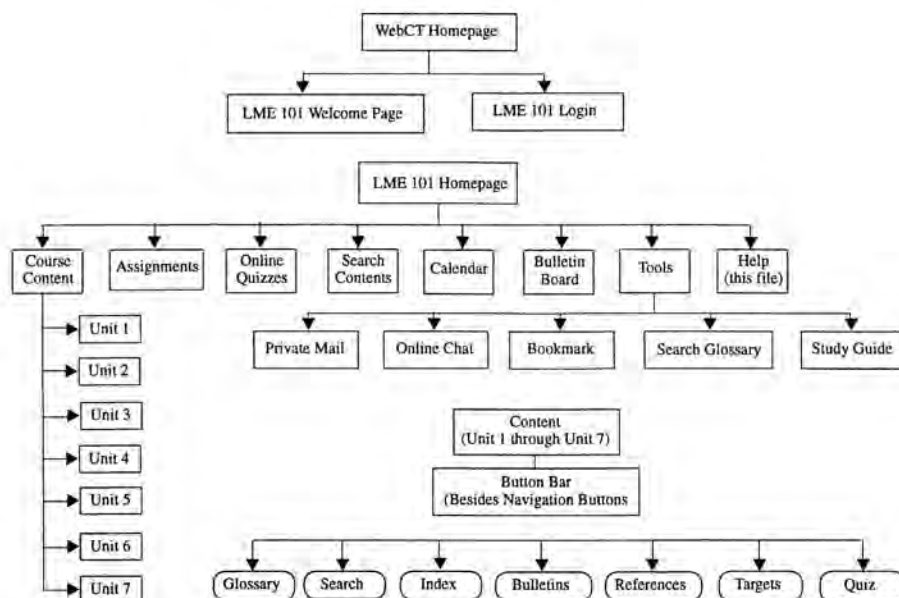 WebCT Homepage
LME 101 Welcome Page
LME 101 Login
LME 101 Homepage
Course
Content
Assignments
Online
Quizzes
Search
Contents
Calendar
Bulletin
Board
Tools
Help
(this file)
Unit 1
Unit 2
Unit 3
Unit 4
Unit 5
Unit 6
Unit 7
Private Mail
Online Chat
Bookmark
Search Glossary
Study Guide
Content
(Unit 1 through Unit 7)
Button Bar
(Besides Navigation Buttons
Glossary
Search
Index
Bulletins
References
Targets
Quiz